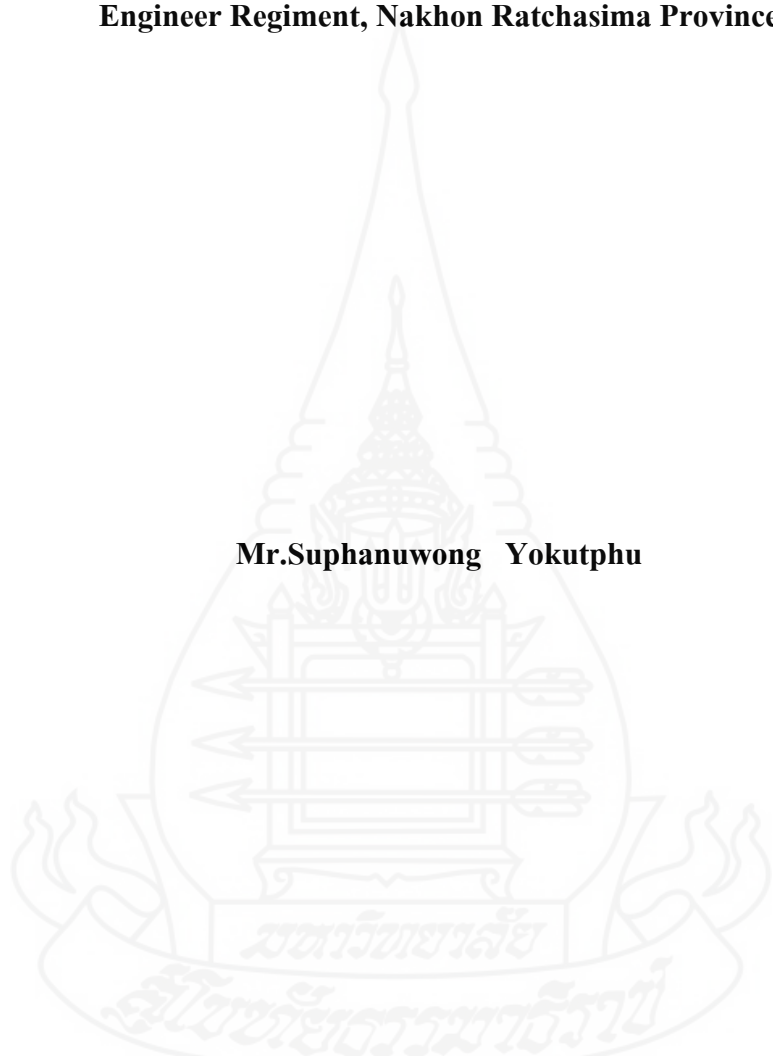 Engineer Regiment, Nakhon Ratchasima Province
Mr.Suphanuwong Yokutphu
มหาวิทยาลัย
สุโขทัยธรรมาธิราช